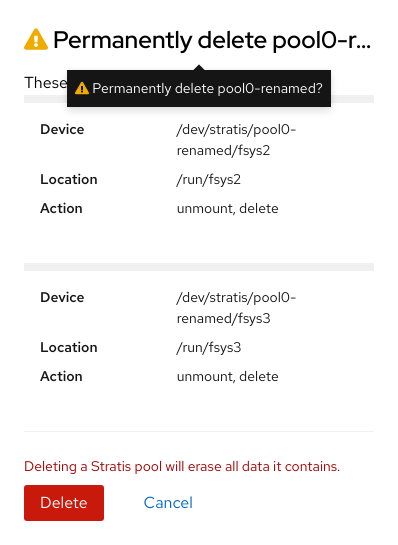 Permanently delete pool0-r...
These
Permanently delete pool0-renamed?
Device
/dev/stratis/pool0-
renamed/fsys2
Location
/run/fsys2
Action
unmount, delete
Device
/dev/stratis/pool0-
renamed/fsys3
Location
/run/fsys3
Action
unmount, delete
Deleting a Stratis pool will erase all data it contains.
Delete
Cancel